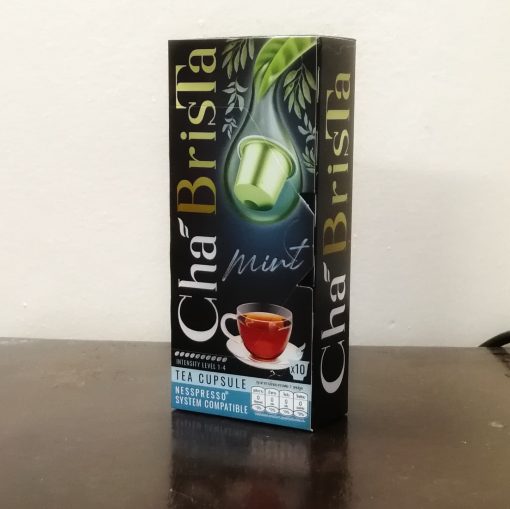 Cha BrisTa
mint
INTENSITY LEVEL 1-4
TEA CUPSULE
x10
NESSPRESSO®
SYSTEM COMPATIBLE
Cha BrisTa